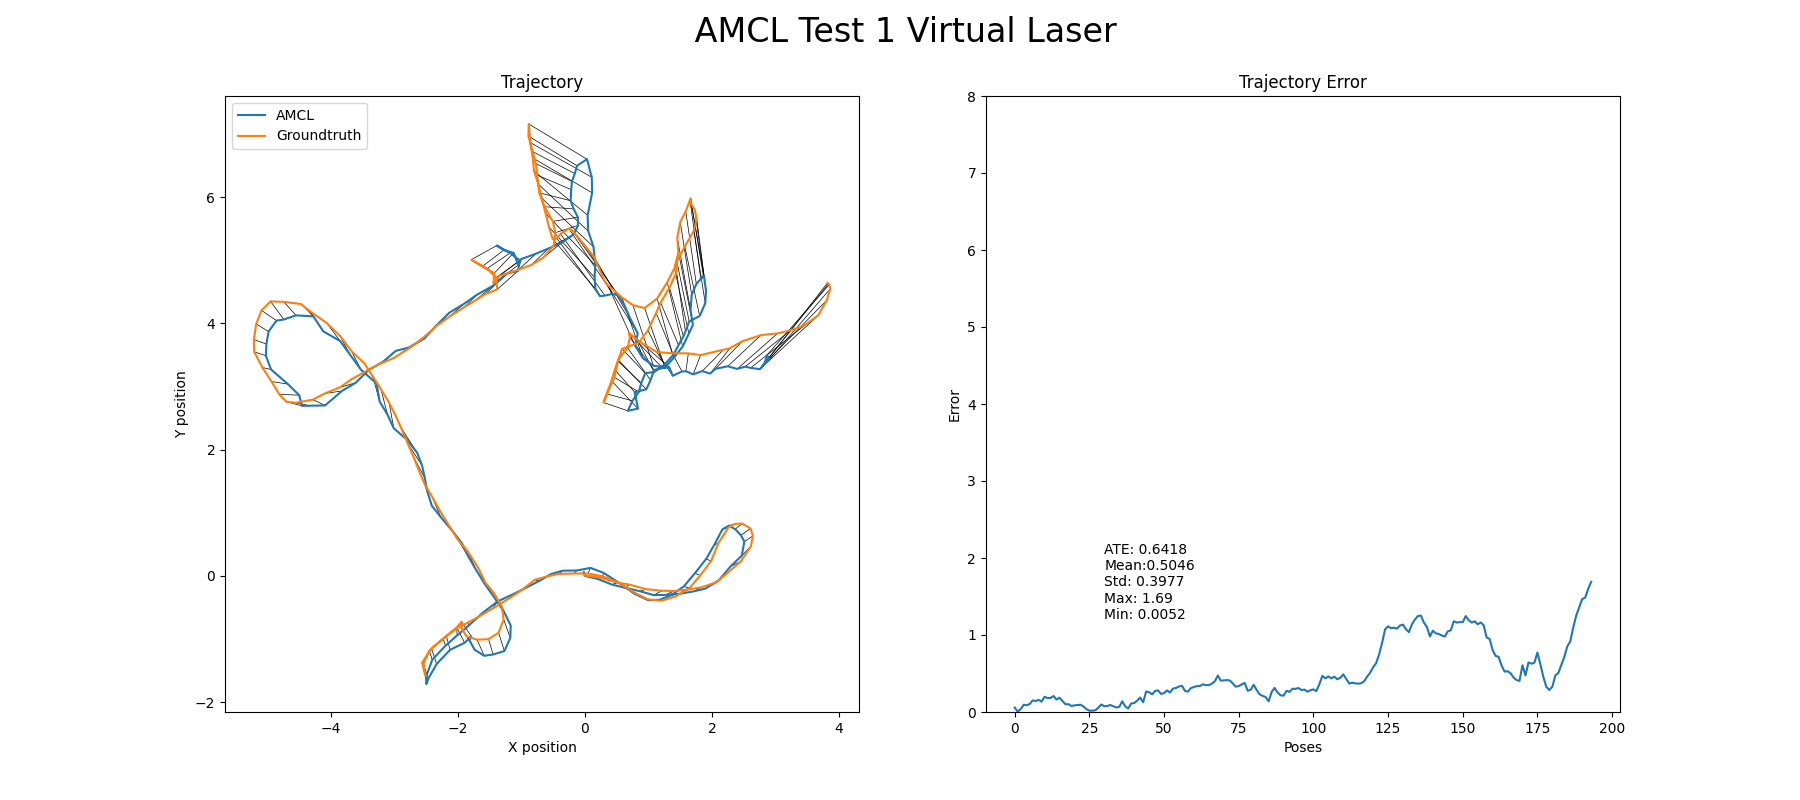 AMCL Test 1 Virtual Laser
Trajectory
AMCL
Groundtruth
6
4
2
0
−2
−4
−2
0
2
4
X position
Y position
Trajectory Error
8
7
6
5
4
3
2
1
0
ATE: 0.6418
Mean:0.5046
Std: 0.3977
Max: 1.69
Min: 0.0052
0
25
50
75
100
125
150
175
200
Poses
Error